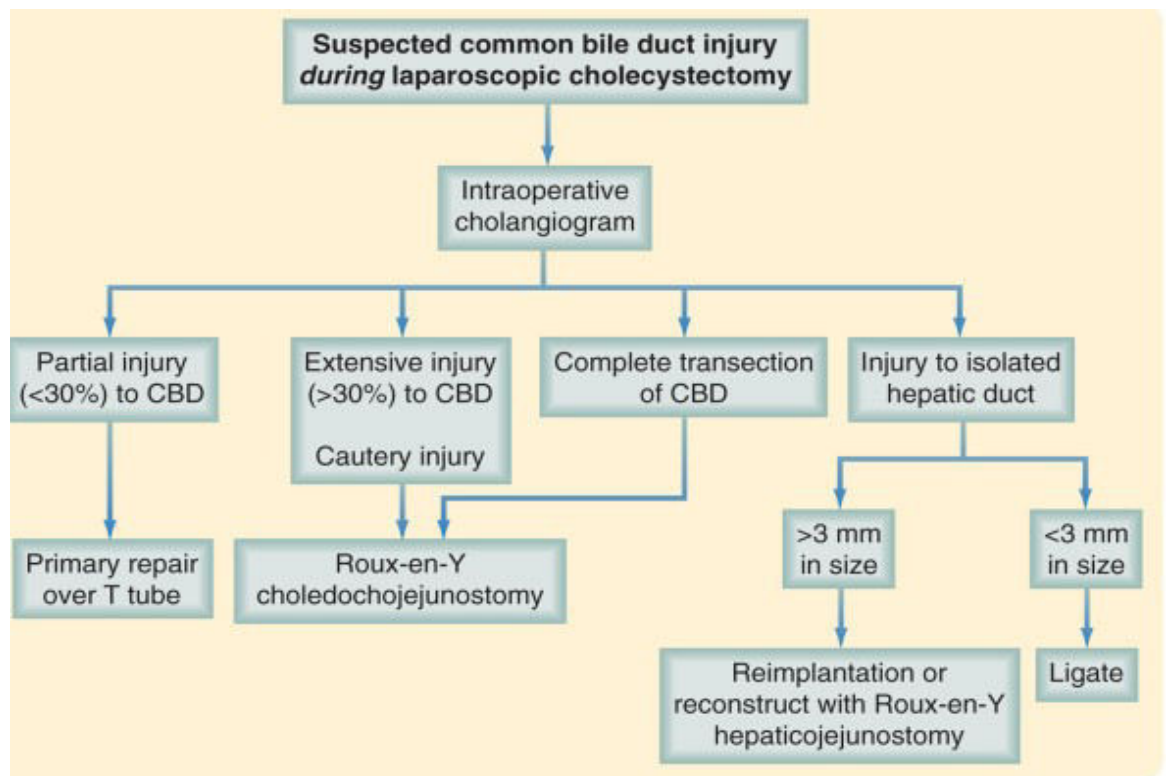 Suspected common bile duct injury
during laparoscopic cholecystectomy
Intraoperative
cholangiogram
Partial injury
(<30%) to CBD
Extensive injury
(>30%) to CBD
Cautery injury
Complete transection
of CBD
Injury to isolated
hepatic duct
>3 mm
in size
<3 mm
in size
Primary repair
over T tube
Roux-en-Y
choledochojejunostomy
Reimplantation or
reconstruct with Roux-en-Y
hepaticojejunostomy
Ligate